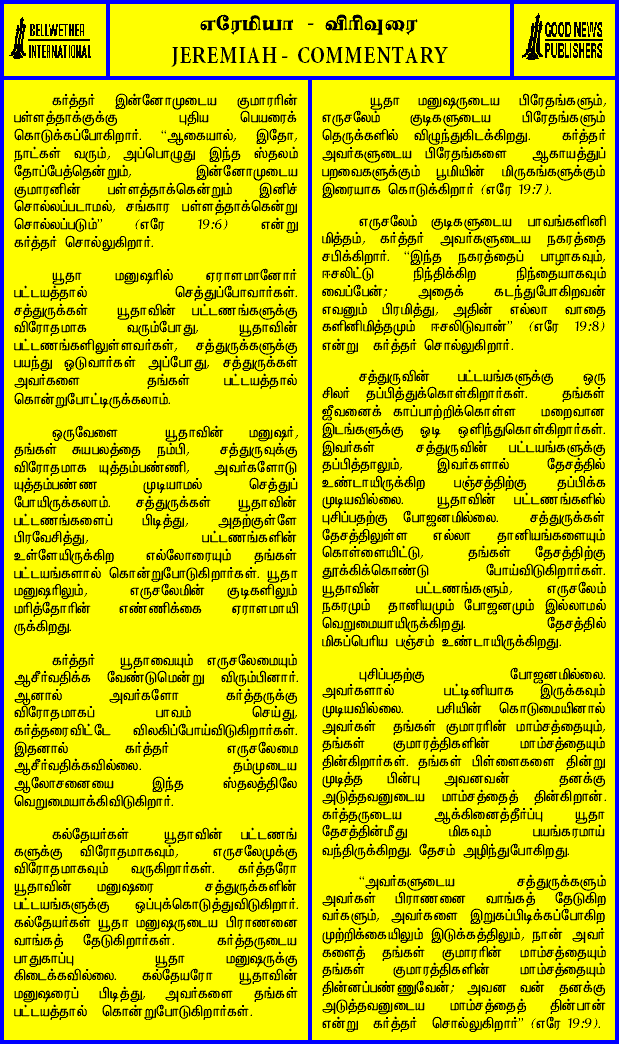 BELLWETHER
INTERNATIONAL
எரேமியா - விரிவுரை
JEREMIAH - COMMENTARY
GOOD NEWS
PUBLISHERS
கர்த்தர் இன்னோமுடைய குமாரரின்
பள்ளத்தாக்குக்கு புதிய பெயரைக்
கொடுக்கப்போகிறார். “ஆகையால், இதோ,
நாட்கள் வரும், அப்பொழுது இந்த ஸ்தலம்
தோப்பேத்தென்றும், இன்னோமுடைய
குமாரனின் பள்ளத்தாக்கென்றும் இனிச்
சொல்லப்படாமல், சங்கார பள்ளத்தாக்கென்று
சொல்லப்படும்” (எரே 19:6) என்று
கர்த்தர் சொல்லுகிறார்.
யூதா மனுஷரில் ஏராளமானோர்
பட்டயத்தால் செத்துப்போவார்கள்.
சத்துருக்கள் யூதாவின் பட்டணங்களுக்கு
விரோதமாக வரும்போது, யூதாவின்
பட்டணங்களிலுள்ளவர்கள், சத்துருக்களுக்கு
பயந்து ஓடுவார்கள் அப்போது, சத்துருக்கள்
அவர்களை தங்கள் பட்டயத்தால்
கொன்றுபோட்டிருக்கலாம்.
ஒருவேளை யூதாவின் மனுஷர்,
தங்கள் சுயபலத்தை நம்பி, சத்துருவுக்கு
விரோதமாக யுத்தம்பண்ணி, அவர்களோடு
யுத்தம்பண்ண முடியாமல் செத்துப்
போயிருக்கலாம். சத்துருக்கள் யூதாவின்
பட்டணங்களைப் பிடித்து, அதற்குள்ளே
பிரவேசித்து, பட்டணங்களின்
உள்ளேயிருக்கிற எல்லோரையும் தங்கள்
பட்டயங்களால் கொன்றுபோடுகிறார்கள். யூதா
மனுஷரிலும், எருசலேமின் குடிகளிலும்
மரித்தோரின் எண்ணிக்கை ஏராளமாயி
ருக்கிறது.
கர்த்தர் யூதாவையும் எருசலேமையும்
ஆசீர்வதிக்க வேண்டுமென்று விரும்பினார்.
ஆனால் அவர்களோ கர்த்தருக்கு
விரோதமாகப் பாவம் செய்து,
கர்த்தரைவிட்டே விலகிப்போய்விடுகிறார்கள்.
இதனால் கர்த்தர் எருசலேமை
ஆசீர்வதிக்கவில்லை. தம்முடைய
ஆலோசனையை இந்த ஸ்தலத்திலே
வெறுமையாக்கிவிடுகிறார்.
கல்தேயர்கள் யூதாவின் பட்டணங்
களுக்கு விரோதமாகவும், எருசலேமுக்கு
விரோதமாகவும் வருகிறார்கள். கர்த்தரோ
யூதாவின் மனுஷரை சத்துருக்களின்
பட்டயங்களுக்கு ஒப்புக்கொடுத்துவிடுகிறார்.
கல்தேயர்கள் யூதா மனுஷருடைய பிராணனை
வாங்கத் தேடுகிறார்கள். கர்த்தருடைய
பாதுகாப்பு யூதா மனுஷருக்கு
கிடைக்கவில்லை. கல்தேயரோ யூதாவின்
மனுஷரைப் பிடித்து, அவர்களை தங்கள்
பட்டயத்தால் கொன்றுபோடுகிறார்கள்.
யூதா மனுஷருடைய பிரேதங்களும்,
எருசலேம் குடிகளுடைய பிரேதங்களும்
தெருக்களில் விழுந்துகிடக்கிறது. கர்த்தர்
அவர்களுடைய பிரேதங்களை ஆகாயத்துப்
பறவைகளுக்கும் பூமியின் மிருகங்களுக்கும்
இரையாக கொடுக்கிறார் (எரே 19:7).
எருசலேம் குடிகளுடைய பாவங்களினி
மித்தம், கர்த்தர் அவர்களுடைய நகரத்தை
சபிக்கிறார். “இந்த நகரத்தைப் பாழாகவும்,
ஈசலிட்டு நிந்திக்கிற நிந்தையாகவும்
வைப்பேன்; அதைக் கடந்துபோகிறவன்
எவனும் பிரமித்து, அதின் எல்லா வாதை
களினிமித்தமும் ஈசலிடுவான்” (எரே 19:8)
என்று கர்த்தர் சொல்லுகிறார்.
சத்துருவின் பட்டயங்களுக்கு ஒரு
சிலர் தப்பித்துக்கொள்கிறார்கள். தங்கள்
ஜீவனைக் காப்பாற்றிக்கொள்ள மறைவான
இடங்களுக்கு ஓடி ஒளிந்துகொள்கிறார்கள்.
இவர்கள் சத்துருவின் பட்டயங்களுக்கு
தப்பித்தாலும், இவர்களால் தேசத்தில்
உண்டாயிருக்கிற பஞ்சத்திற்கு தப்பிக்க
முடியவில்லை. யூதாவின் பட்டணங்களில்
புசிப்பதற்கு போஜனமில்லை. சத்துருக்கள்
தேசத்திலுள்ள எல்லா தானியங்களையும்
கொள்ளையிட்டு, தங்கள் தேசத்திற்கு
தூக்கிக்கொண்டு போய்விடுகிறார்கள்.
யூதாவின் பட்டணங்களும், எருசலேம்
நகரமும் தானியமும் போஜனமும் இல்லாமல்
வெறுமையாயிருக்கிறது. தேசத்தில்
மிகப்பெரிய பஞ்சம் உண்டாயிருக்கிறது.
புசிப்பதற்கு போஜனமில்லை.
அவர்களால் பட்டினியாக இருக்கவும்
முடியவில்லை. பசியின் கொடுமையினால்
அவர்கள் தங்கள் குமாரரின் மாம்சத்தையும்,
தங்கள் குமாரத்திகளின் மாம்சத்தையும்
தின்கிறார்கள். தங்கள் பிள்ளைகளை தின்று
முடித்த பின்பு அவனவன் தனக்கு
அடுத்தவனுடைய மாம்சத்தைத் தின்கிறான்.
கர்த்தருடைய ஆக்கினைத்தீர்ப்பு யூதா
தேசத்தின்மீது மிகவும் பயங்கரமாய்
வந்திருக்கிறது. தேசம் அழிந்துபோகிறது.
“அவர்களுடைய சத்துருக்களும்
அவர்கள் பிராணனை வாங்கத் தேடுகிற
வர்களும், அவர்களை இறுகப்பிடிக்கப்போகிற
முற்றிக்கையிலும் இடுக்கத்திலும், நான் அவர்
களைத் தங்கள் குமாரரின் மாம்சத்தையும்
தங்கள் குமாரத்திகளின் மாம்சத்தையும்
தின்னப்பண்ணுவேன்; அவன வன் தனக்கு
அடுத்தவனுடைய மாம்சத்தைத் தின்பான்
என்று கர்த்தர் சொல்லுகிறார்” (எரே 19:9).